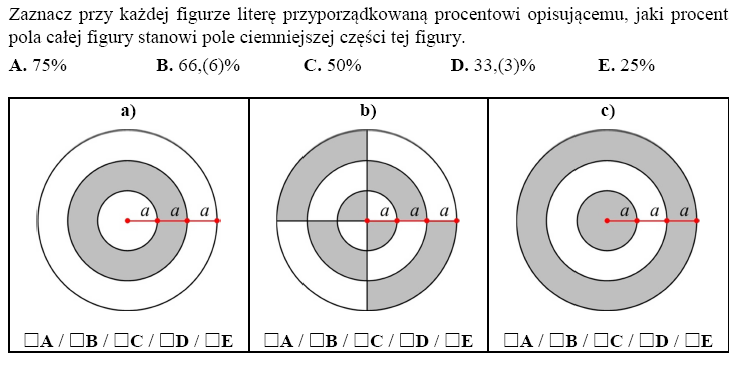 Zaznacz przy każdej figurze literę przyporządkowaną procentowi opisującemu, jaki procent
pola całej figury stanowi pole ciemniejszej części tej figury.
A. 75% B. 66,(6)% C. 50% D. 33,(3)% E. 25%
a) b) c)
a a a a a a a a a
☐A / ☐B / ☐C / ☐D / ☐E ☐A / ☐B / ☐C / ☐D / ☐E ☐A / ☐B / ☐C / ☐D / ☐E